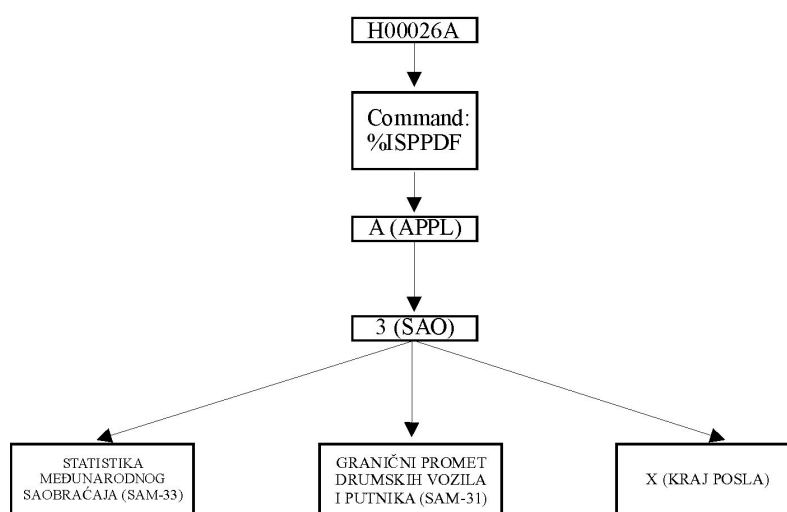 H00026A
Command:
%ISPPDF
A (APPL)
3 (SAO)
STATISTIKA
MEĐUNARODNOG
SAOBRAĆAJA (SAM-33)
GRANIČNI PROMET
DRUMSKIH VOZILA
I PUTNIKA (SAM-31)
X (KRAJ POSLA)